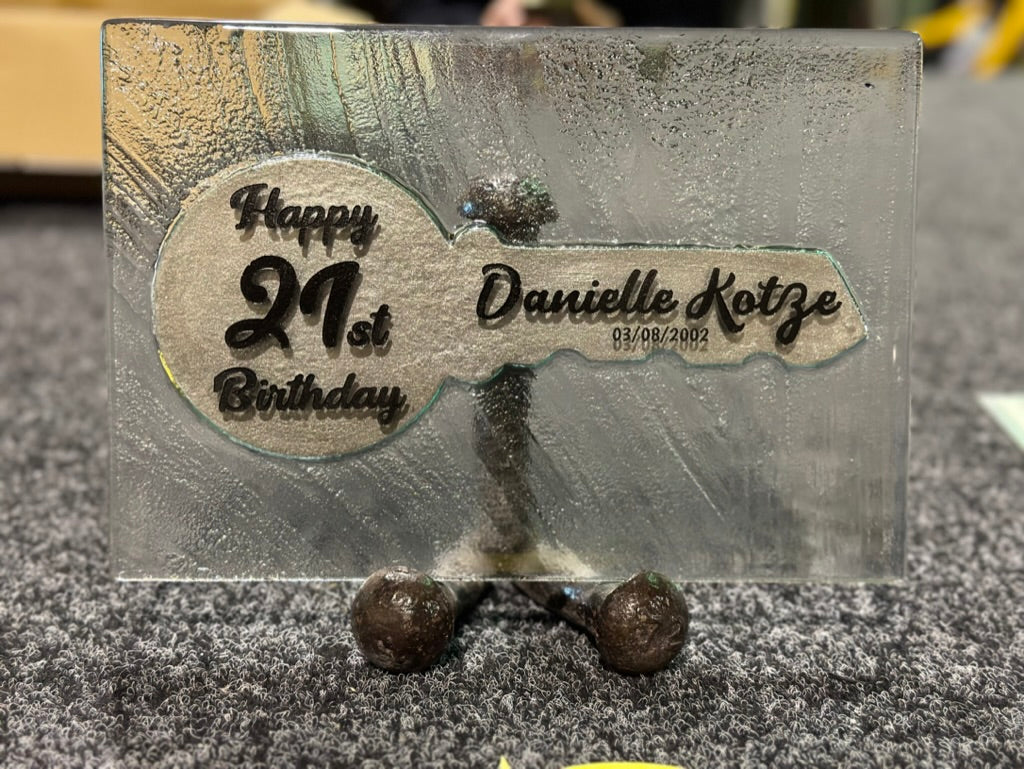 Happy
21st
Birthday
Danielle Kotze
03/08/2002